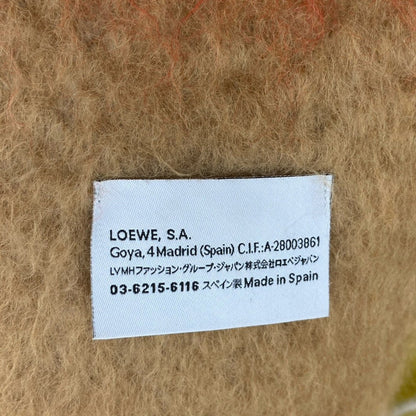 LOEWE, S.A.
Goya, 4 Madrid (Spain) C.I.F.:A-28003861
LVMHファッション・グループ・ジャパン株式会社ロエベジャパン
03-6215-6116 スペイン製 Made in Spain